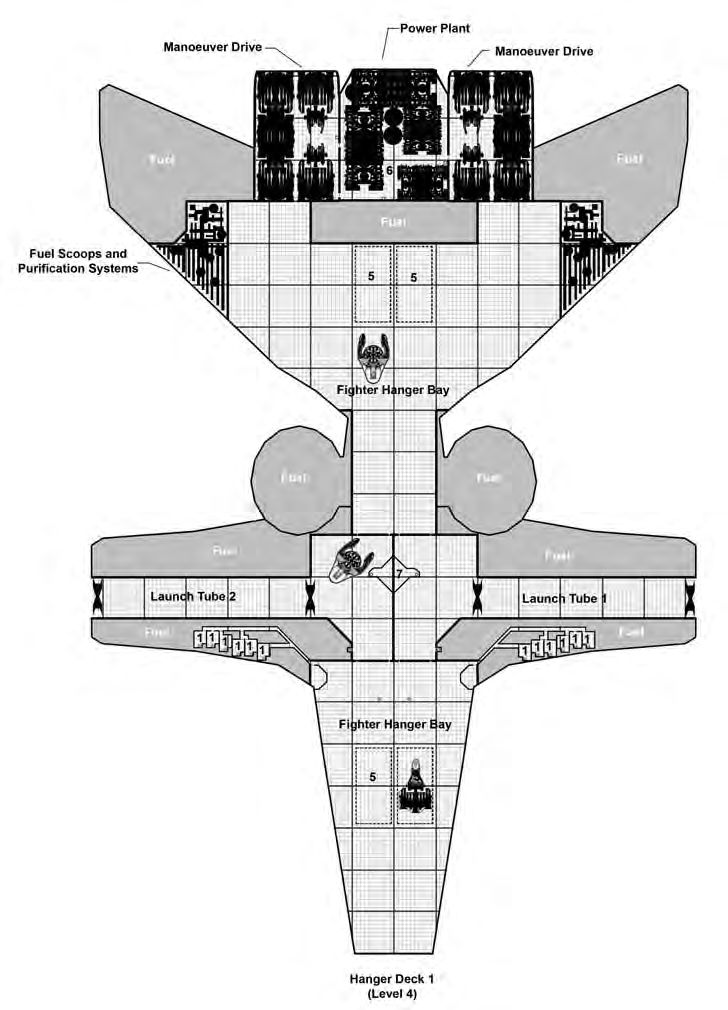 Power Plant
Manoeuver Drive
Manoeuver Drive
Fuel
Fuel
6
Fuel
Fuel Scoops and
Purification Systems
5
5
Fighter Hanger Bay
Fuel
Fuel
Fuel
Fuel
7
Launch Tube 2
Launch Tube 1
Fuel
Fuel
1
1
1
1
1
1
1
1
1
1
1
1
Fighter Hanger Bay
5
Hanger Deck 1
(Level 4)